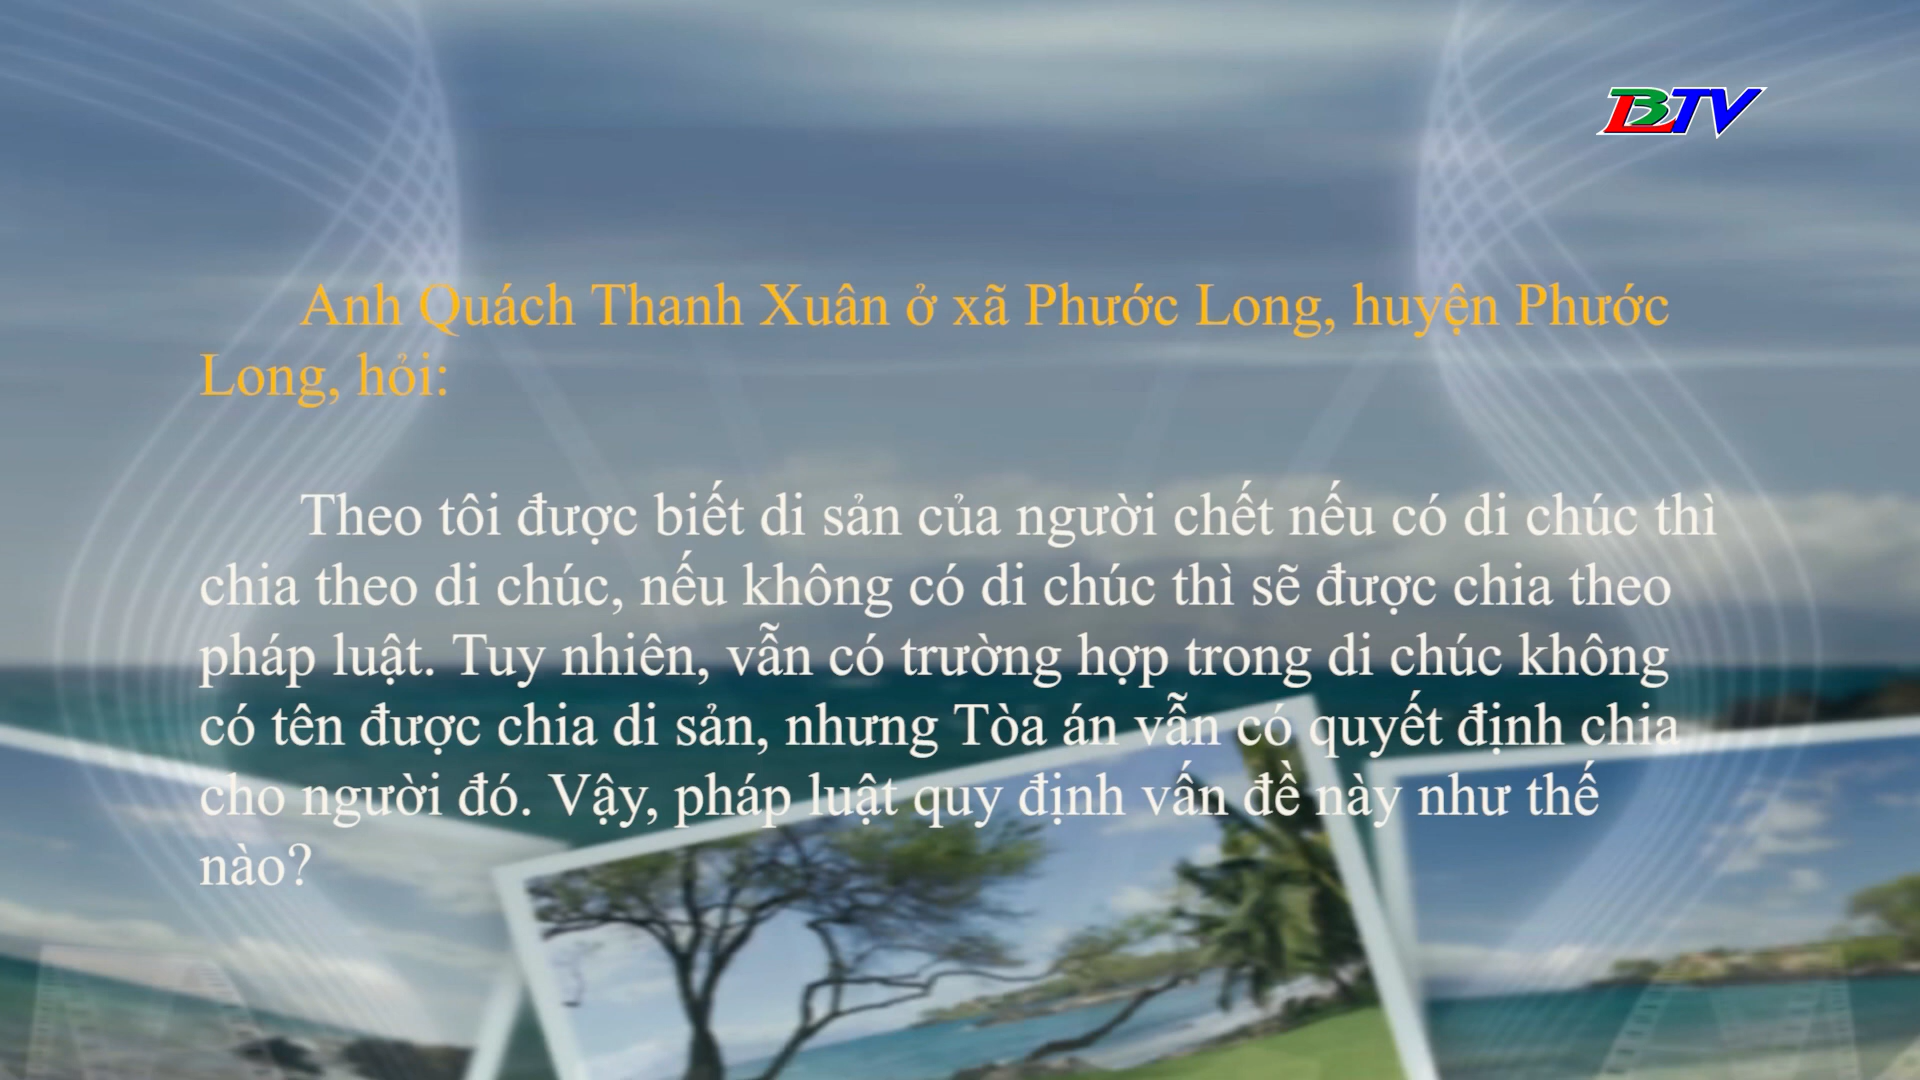 BTV
Anh Quách Thanh Xuân ở xã Phước Long, huyện Phước
Long, hỏi:
Theo tôi được biết di sản của người chết nếu có di chúc thì
chia theo di chúc, nếu không có di chúc thì sẽ được chia theo
pháp luật. Tuy nhiên, vẫn có trường hợp trong di chúc không
có tên được chia di sản, nhưng Tòa án vẫn có quyết định chia
cho người đó. Vậy, pháp luật quy định vấn đề này như thế
nào?